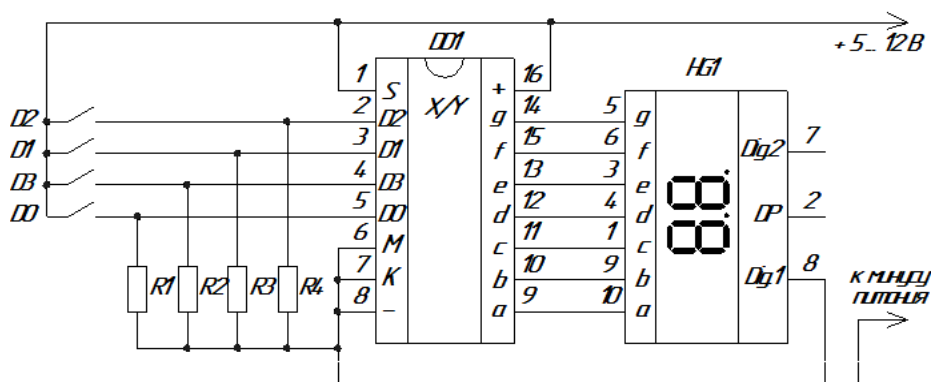 +5...12В
DD1
HG1
1 S X/Y + 16
D2 2 D2 g 14 5 g
D1 3 D1 f 15 6 f Dig2 7
D3 4 D3 e 13 3 e
D0 5 D0 d 12 4 d DP 2
6 M c 11 1 c
R1 R2 R3 R4 7 K b 10 9 b Dig1 8
8 – a 9 10 a
к минусу
питания